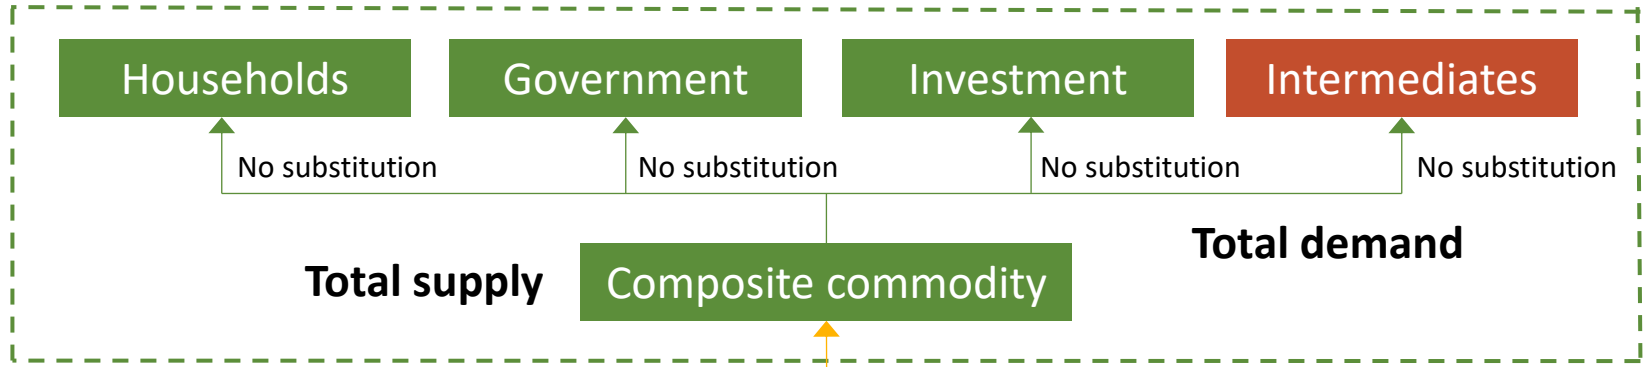 Households
Government
Investment
Intermediates
No substitution
No substitution
No substitution
No substitution
Total demand
Total supply
Composite commodity